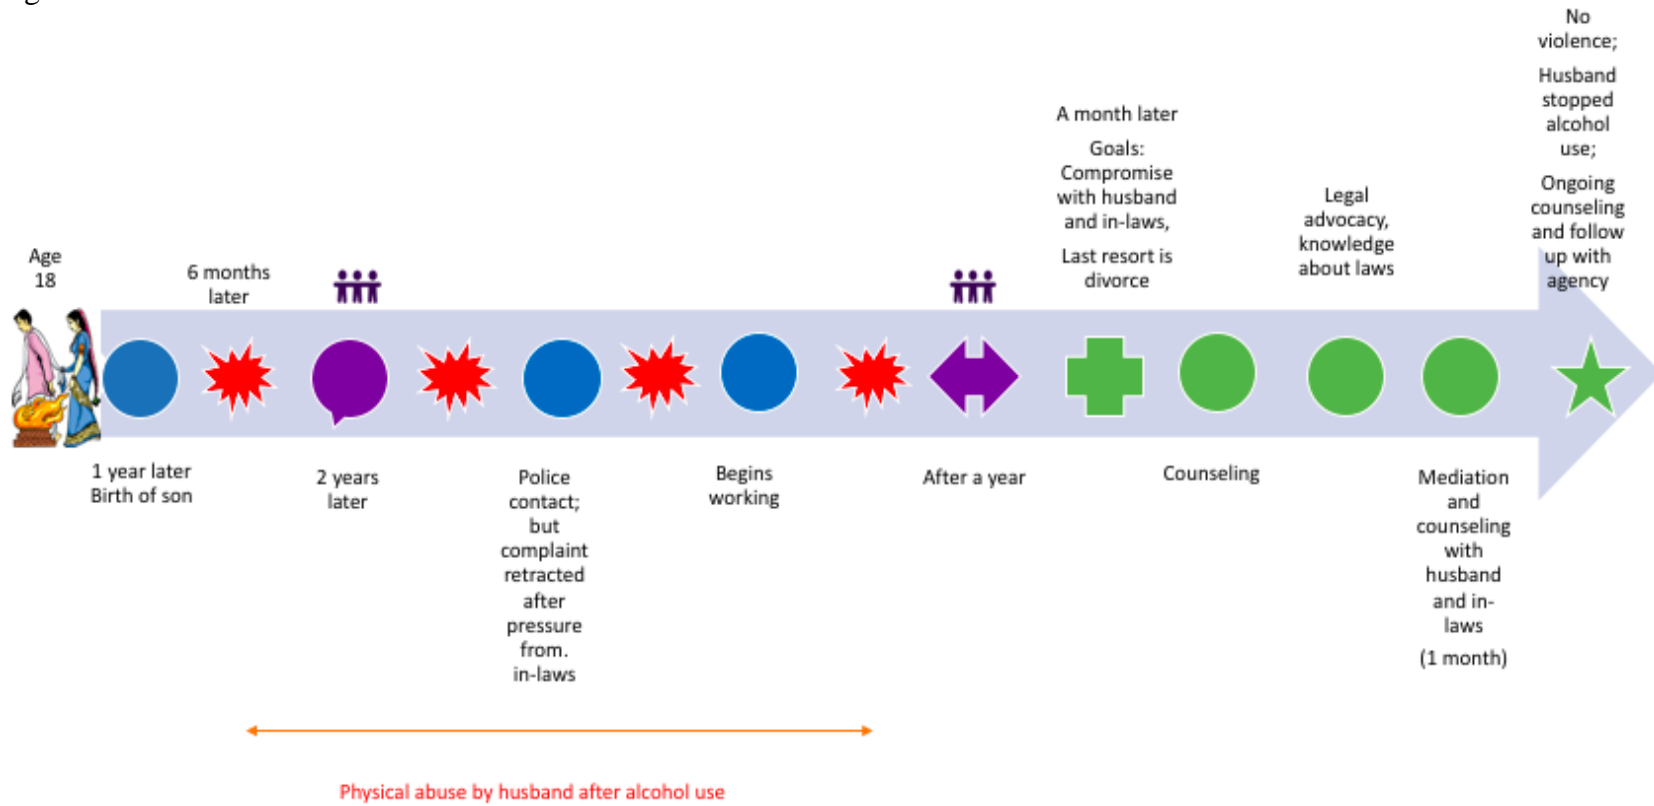 Age
18
1 year later
Birth of son
6 months
later
2 years
later
Police
contact;
but
complaint
retracted
after
pressure
from.
in-laws
Begins
working
After a year
A month later
Goals:
Compromise
with husband
and in-laws,
Last resort is
divorce
Counseling
Legal
advocacy,
knowledge
about laws
Mediation
and
counseling
with
husband
and in-
laws
(1 month)
No
violence;
Husband
stopped
alcohol
use;
Ongoing
counseling
and follow
up with
agency
Physical abuse by husband after alcohol use